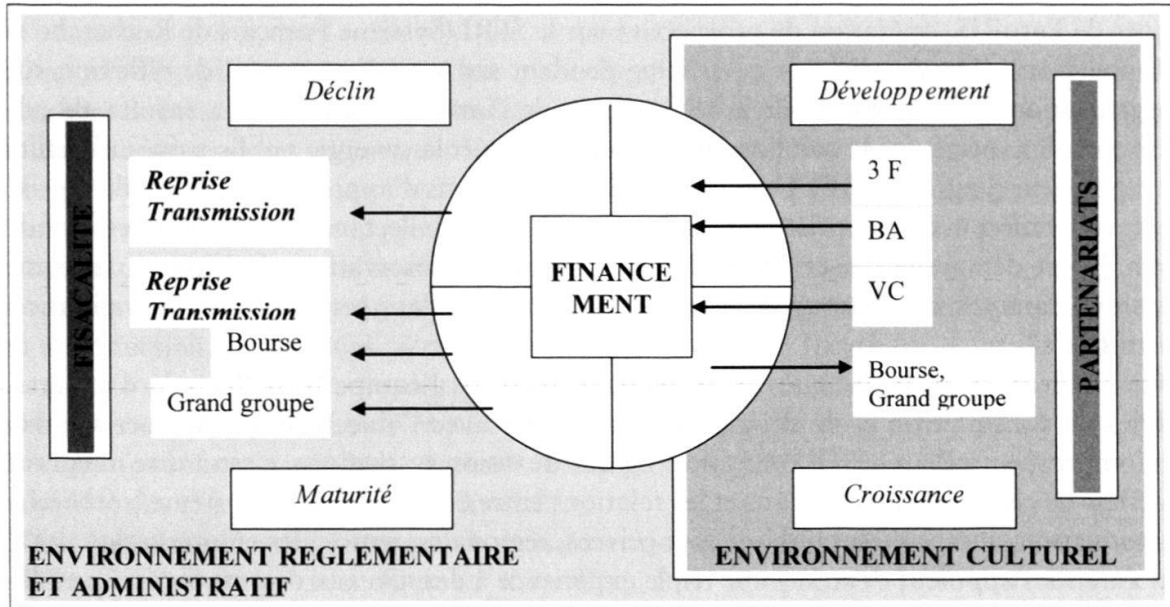 Déclin
Développement
FISACALITE
Reprise
Transmission
Reprise
Transmission
Bourse
Grand groupe
FINANCE
MENT
3 F
BA
VC
Bourse,
Grand groupe
PARTENARIATS
Maturité
Croissance
ENVIRONNEMENT REGLEMENTAIRE
ET ADMINISTRATIF
ENVIRONNEMENT CULTUREL